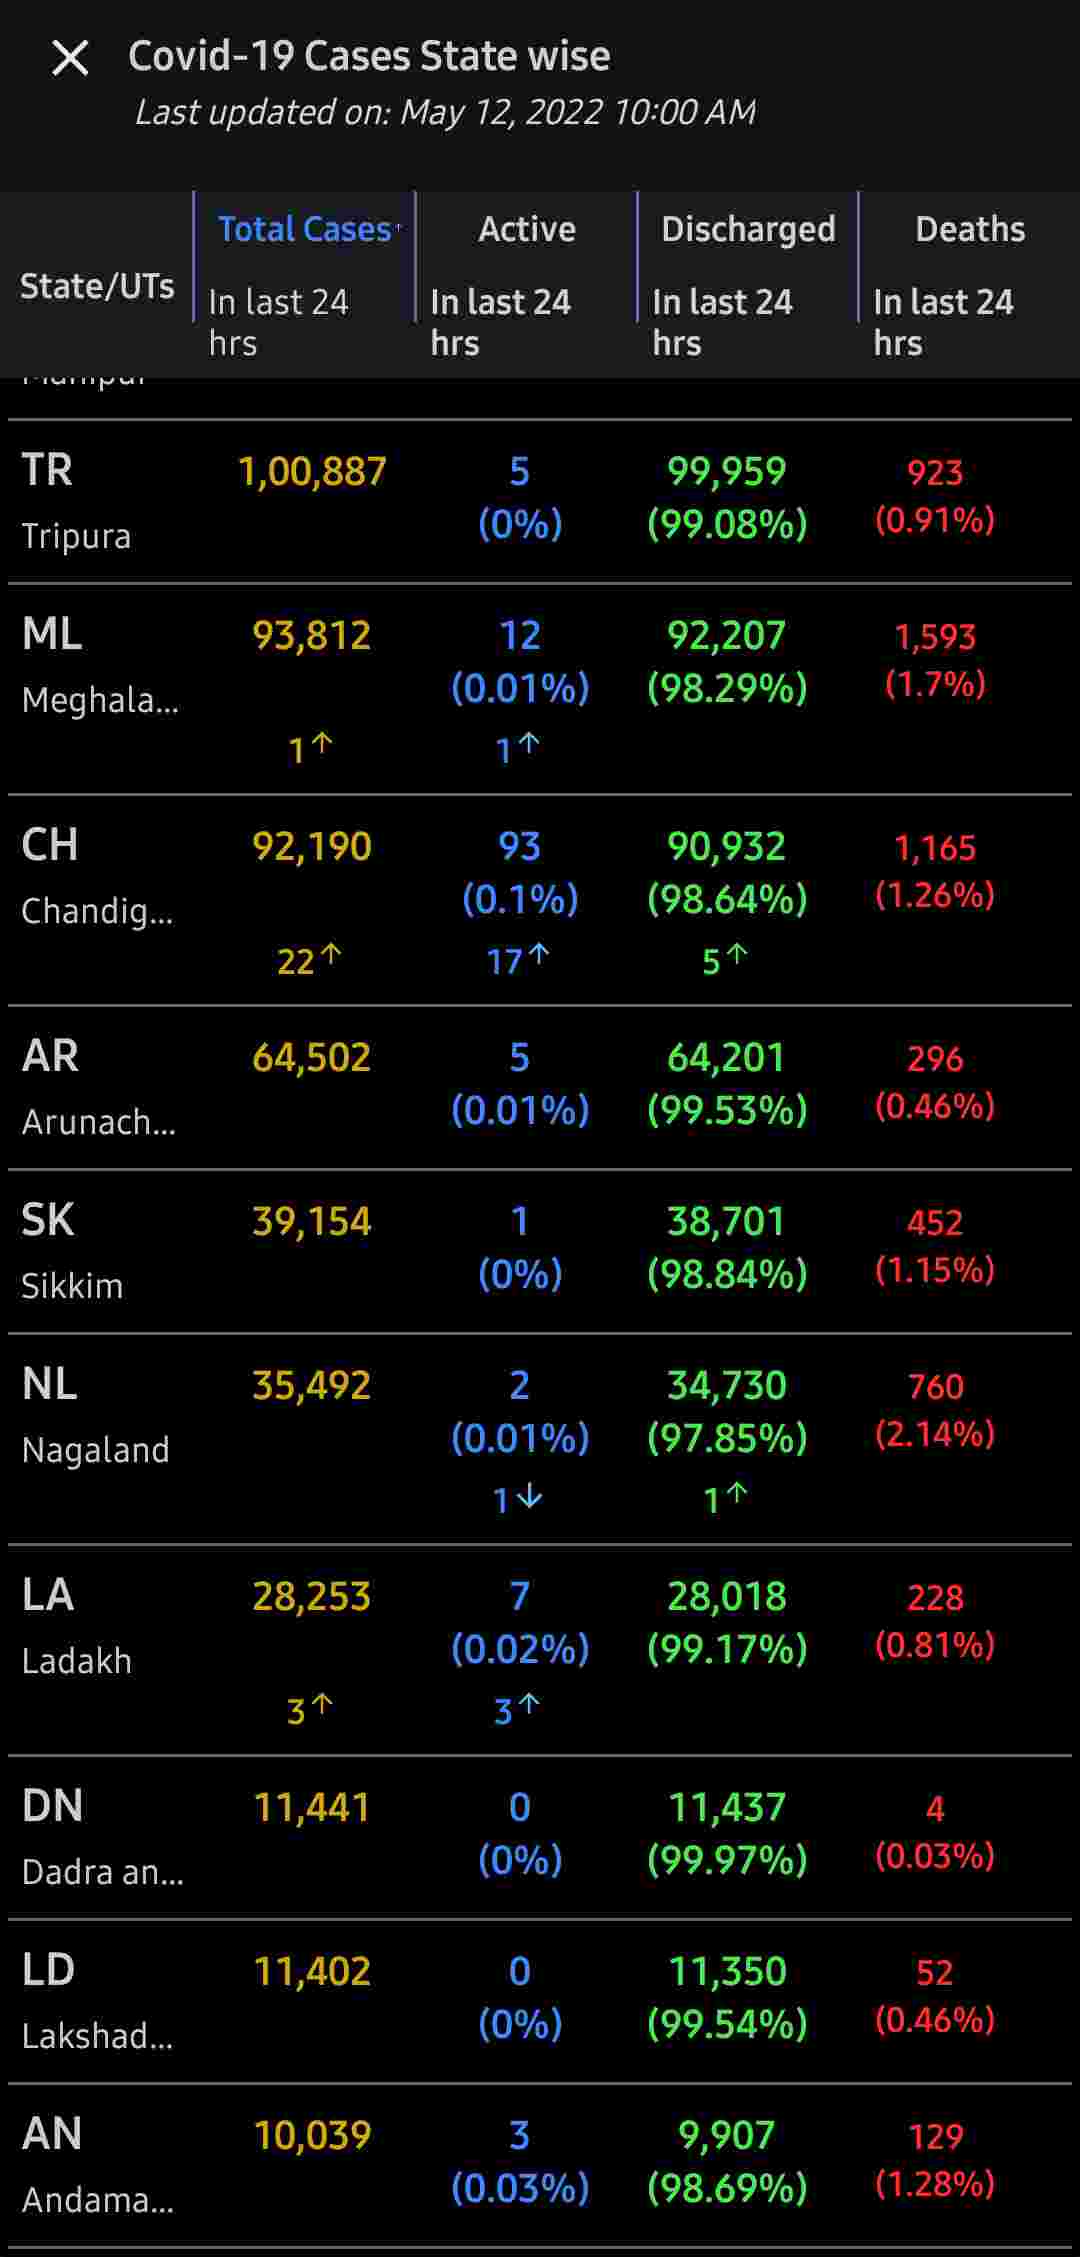 Covid-19 Cases State wise
Last updated on: May 12, 2022 10:00 AM
State/UTs
Total Cases↑
In last 24
hrs
Active
In last 24
hrs
Discharged
In last 24
hrs
Deaths
In last 24
hrs
Manipur
TR 1,00,887 5 99,959 923
(0%) (99.08%) (0.91%)
Tripura
ML 93,812 12 92,207 1,593
(0.01%) (98.29%) (1.7%)
Meghala...
1↑ 1↑
CH 92,190 93 90,932 1,165
(0.1%) (98.64%) (1.26%)
Chandig...
22↑ 17↑ 5↑
AR 64,502 5 64,201 296
(0.01%) (99.53%) (0.46%)
Arunach...
SK 39,154 1 38,701 452
(0%) (98.84%) (1.15%)
Sikkim
NL 35,492 2 34,730 760
(0.01%) (97.85%) (2.14%)
Nagaland
1↓ 1↑
LA 28,253 7 28,018 228
(0.02%) (99.17%) (0.81%)
Ladakh
3↑ 3↑
DN 11,441 0 11,437 4
(0%) (99.97%) (0.03%)
Dadra an...
LD 11,402 0 11,350 52
(0%) (99.54%) (0.46%)
Lakshad...
AN 10,039 3 9,907 129
(0.03%) (98.69%) (1.28%)
Andama...